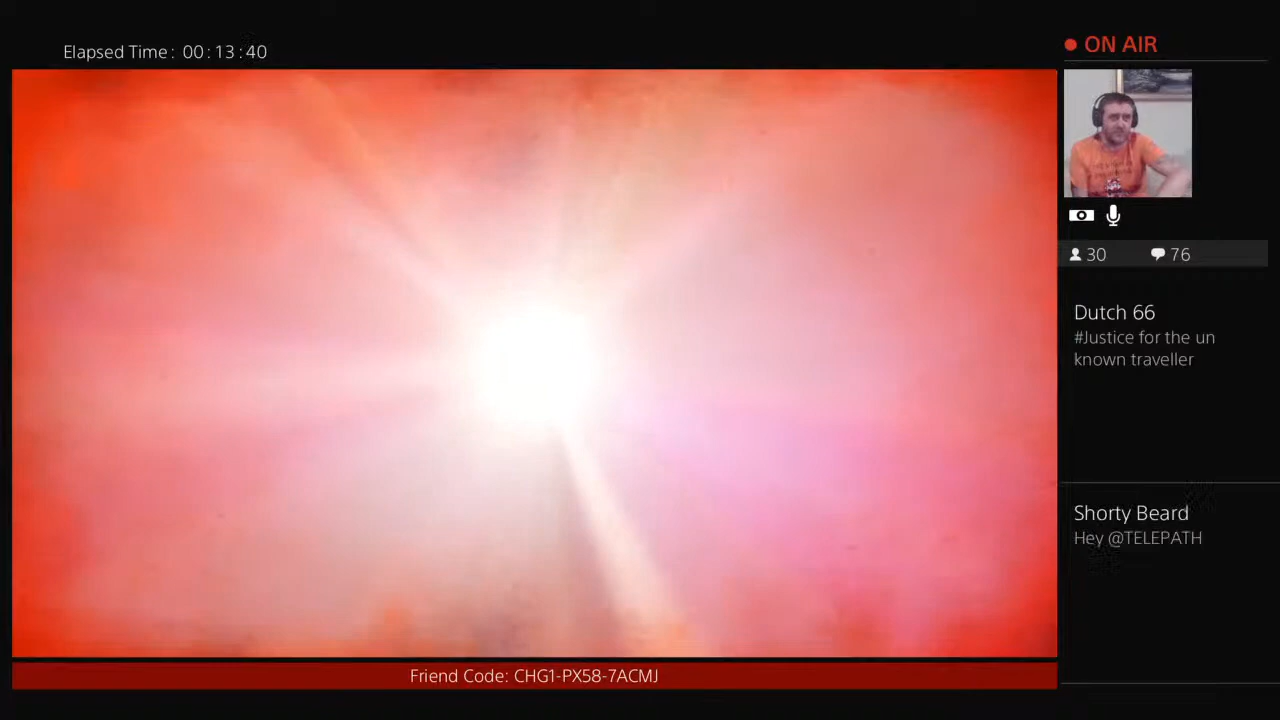 Elapsed Time: 00:13:40
ON AIR
30 76
Dutch 66
#Justice for the un
known traveller
Shorty Beard
Hey @TELEPATH
Friend Code: CHG1-PX58-7ACMJ